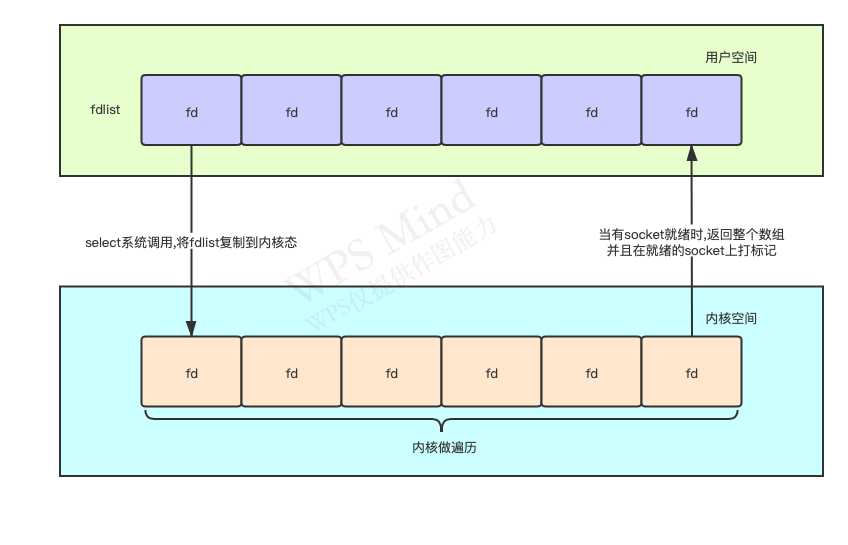 用户空间
fdlist
fd fd fd fd fd fd
select系统调用,将fdlist复制到内核态
当有socket就绪时,返回整个数组
并且在就绪的socket上打标记
WPS Mind
WPS仅提供作图能力
内核空间
fd fd fd fd fd fd
内核做遍历